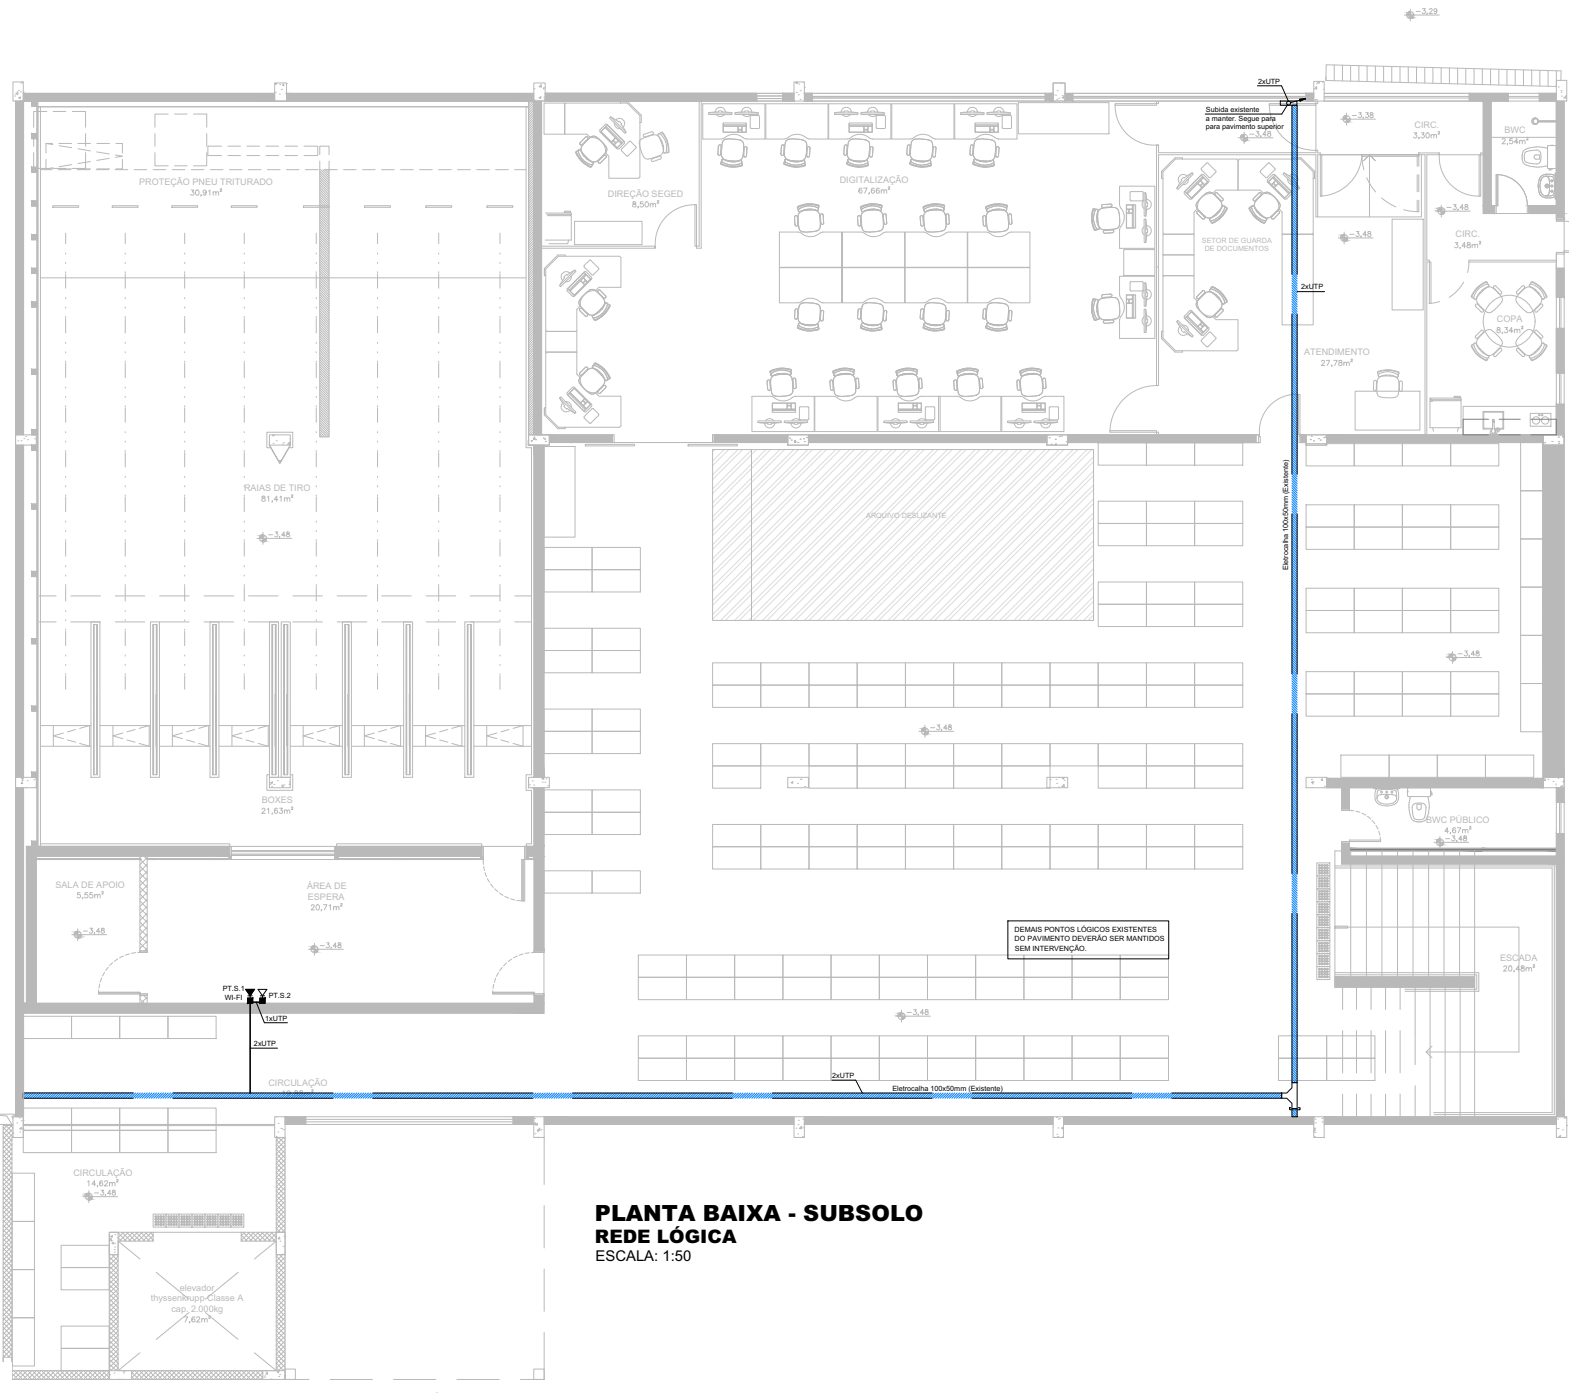 -3,29
2xUTP
Subida existente
a manter. Segue para
para pavimento superior
-3,48
-3,38
CIRC.
3,30m²
BWC
2,54m²
PROTEÇÃO PNEU TRITURADO
30,91m²
DIREÇÃO SEGED
8,50m²
DIGITALIZAÇÃO
67,66m²
SETOR DE GUARDA
DE DOCUMENTOS
-3,48
-3,48
CIRC.
3,48m²
2xUTP
COPA
8,34m²
ATENDIMENTO
27,78m²
RAIAS DE TIRO
81,41m²
-3,48
ARQUIVO DESLIZANTE
Eletrocalha 100x50mm (Existente)
-3,48
-3,48
BOXES
21,63m²
BWC PÚBLICO
4,67m²
-3,48
SALA DE APOIO
5,55m²
-3,48
ÁREA DE
ESPERA
20,71m²
-3,48
DEMAIS PONTOS LÓGICOS EXISTENTES
DO PAVIMENTO DEVERÃO SER MANTIDOS
SEM INTERVENÇÃO.
ESCADA
20,48m²
PT.S.1
WI-FI
PT.S.2
1xUTP
2xUTP
-3,48
CIRCULAÇÃO
2xUTP
Eletrocalha 100x50mm (Existente)
CIRCULAÇÃO
14,62m²
-3,48
elevador
thyssenkrupp Classe A
cap. 2.000kg
7,62m²
PLANTA BAIXA - SUBSOLO
REDE LÓGICA
ESCALA: 1:50